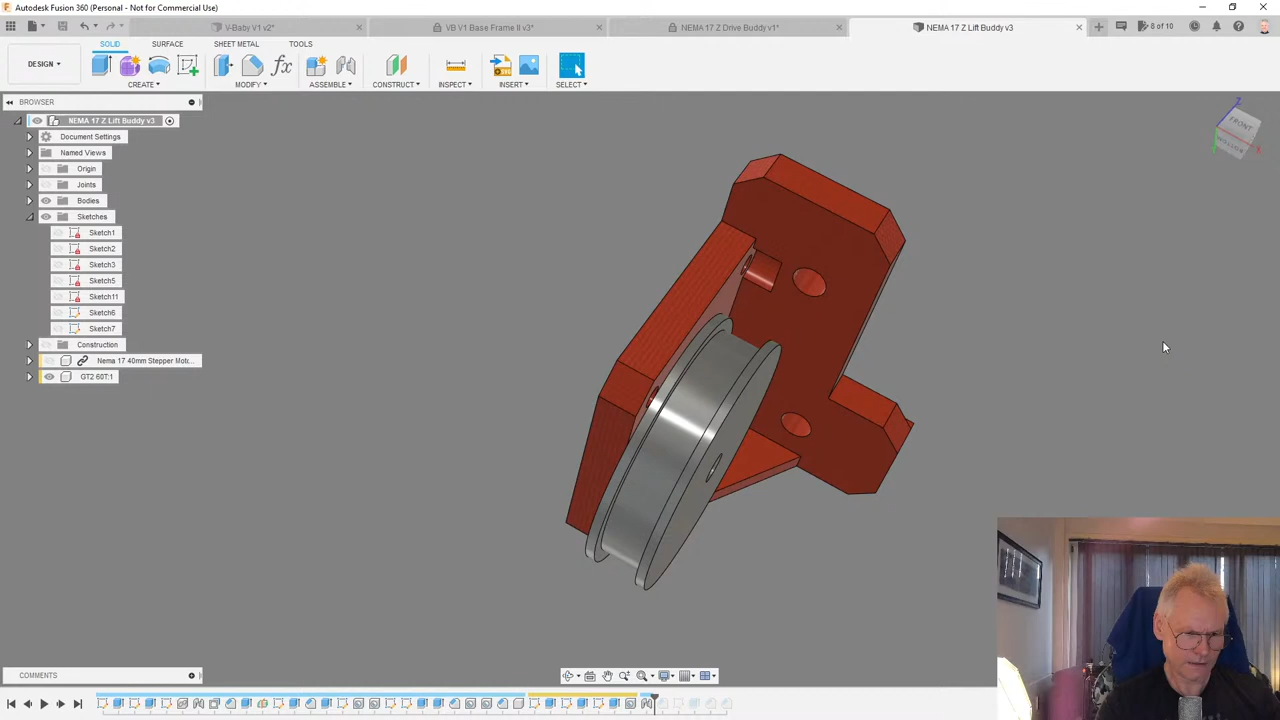 Autodesk Fusion 360 (Personal - Not for Commercial Use)
V-Baby V1 v2*
VB V1 Base Frame II v3*
NEMA 17 Z Drive Buddy v1*
NEMA 17 Z Lift Buddy v3
8 of 10
SOLID
SURFACE
SHEET METAL
TOOLS
DESIGN
CREATE
MODIFY
ASSEMBLE
CONSTRUCT
INSPECT
INSERT
SELECT
BROWSER
NEMA 17 Z Lift Buddy v3
Document Settings
Named Views
Origin
Joints
Bodies
Sketches
Sketch1
Sketch2
Sketch3
Sketch5
Sketch11
Sketch6
Sketch7
Construction
Nema 17 40mm Stepper Moto...
GT2 60T:1
Z
FRONT
X
COMMENTS